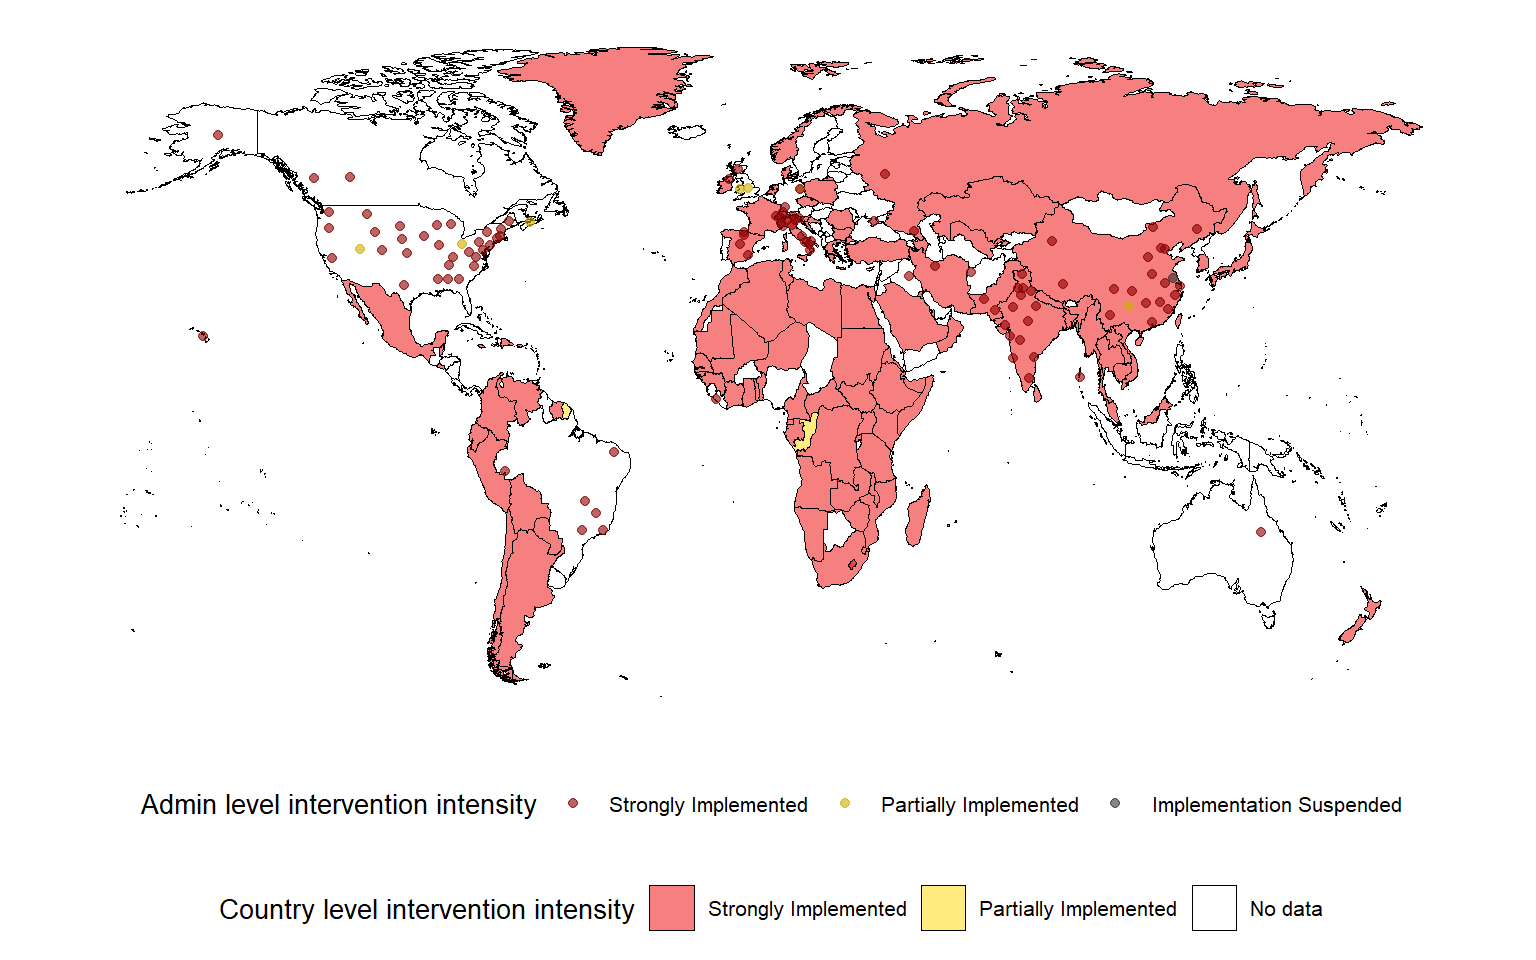 Admin level intervention intensity Strongly Implemented Partially Implemented Implementation Suspended
Country level intervention intensity Strongly Implemented Partially Implemented No data